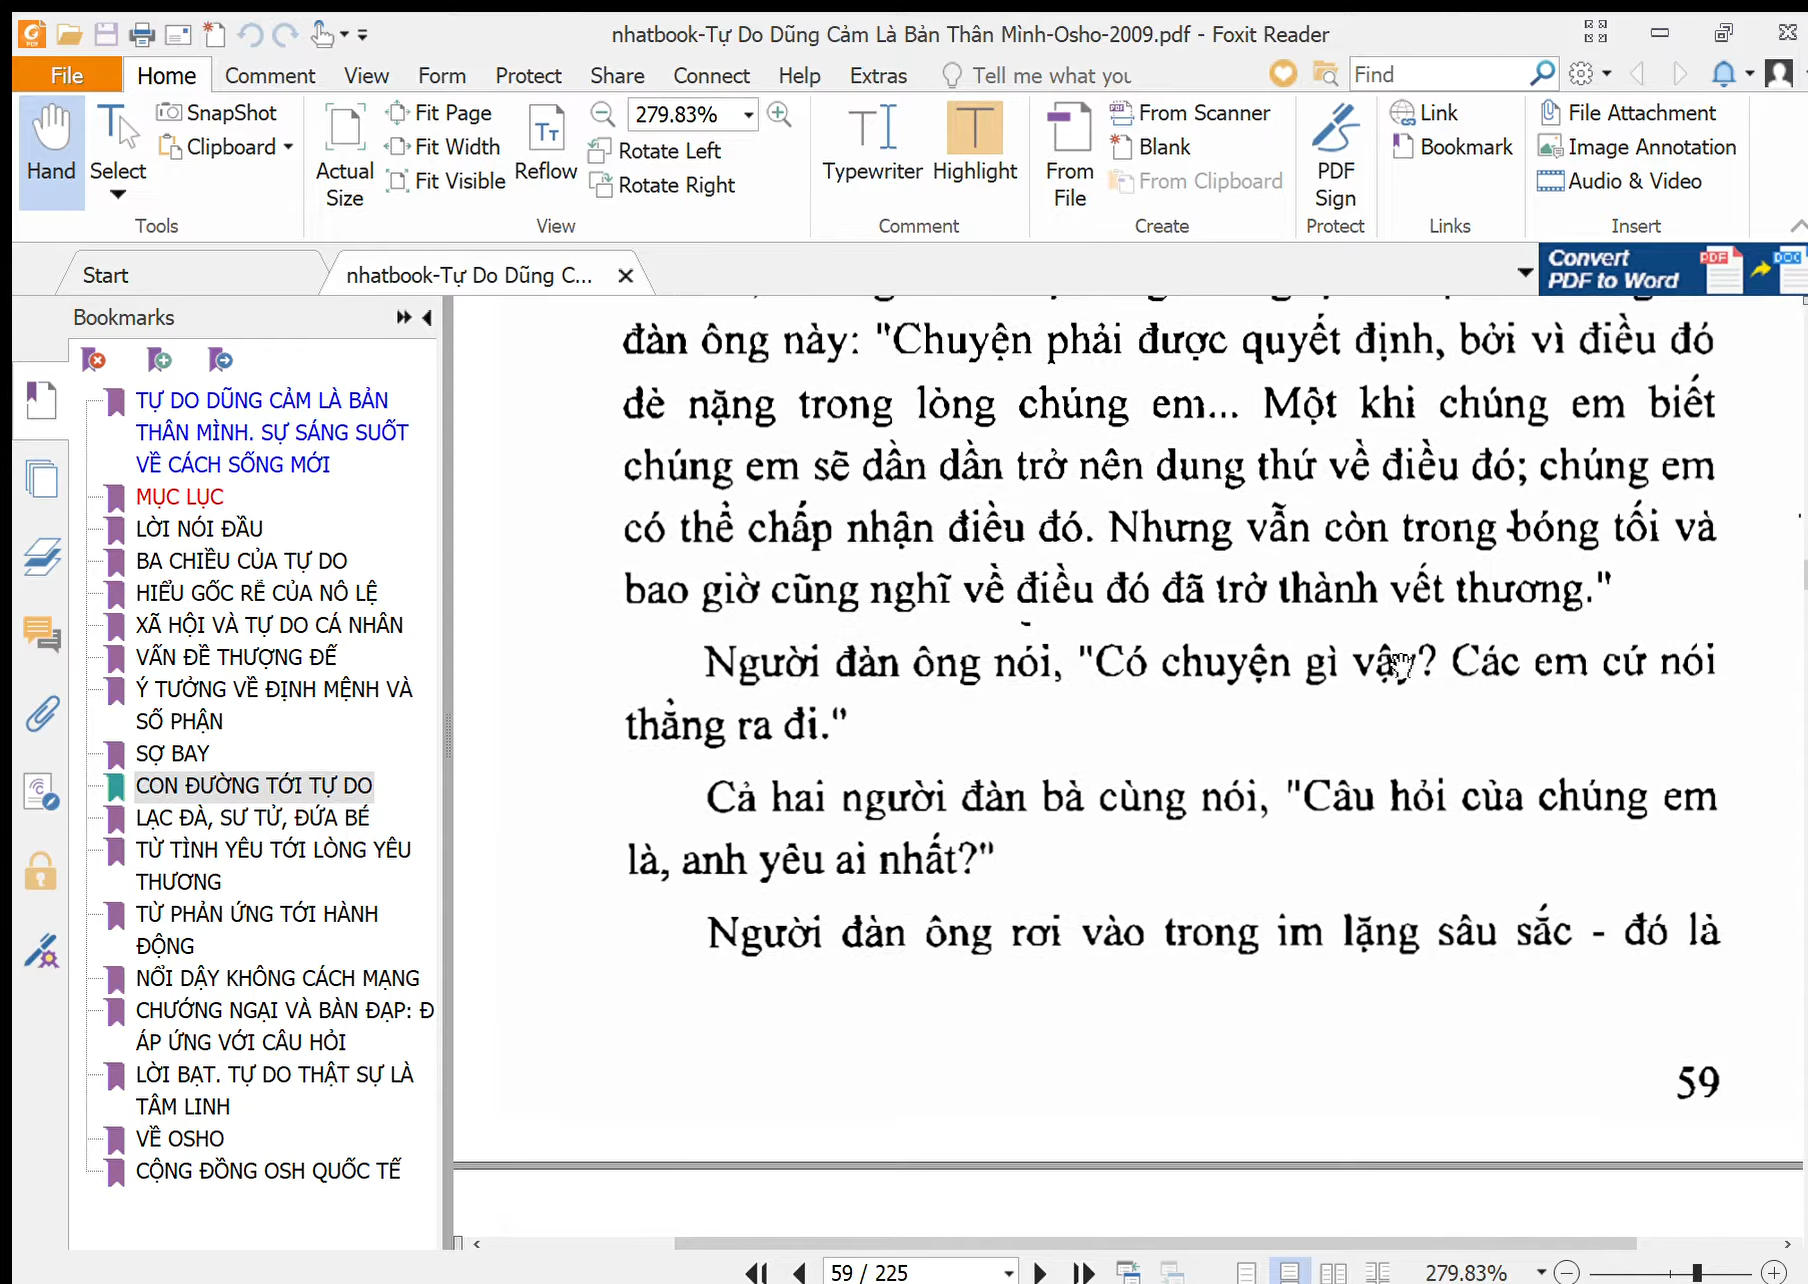 nhatbook-Tự Do Dũng Cảm Là Bản Thân Mình-Osho-2009.pdf - Foxit Reader
File Home Comment View Form Protect Share Connect Help Extras Tell me what you Find
Hand
Select
SnapShot
Clipboard
Tools
Actual Size
Fit Page
Fit Width
Fit Visible
Reflow
279.83%
Rotate Left
Rotate Right
View
Typewriter
Highlight
Comment
From File
From Scanner
Blank
From Clipboard
Create
PDF Sign
Protect
Link
Bookmark
Links
File Attachment
Image Annotation
Audio & Video
Insert
Start
nhatbook-Tự Do Dũng C...
Convert
PDF to Word
PDF
DOC
Bookmarks
TỰ DO DŨNG CẢM LÀ BẢN
THÂN MÌNH. SỰ SÁNG SUỐT
VỀ CÁCH SỐNG MỚI
MỤC LỤC
LỜI NÓI ĐẦU
BA CHIỀU CỦA TỰ DO
HIỂU GỐC RỄ CỦA NÔ LỆ
XÃ HỘI VÀ TỰ DO CÁ NHÂN
VẤN ĐỀ THƯỢNG ĐẾ
Ý TƯỞNG VỀ ĐỊNH MỆNH VÀ
SỐ PHẬN
SỢ BAY
CON ĐƯỜNG TỚI TỰ DO
LẠC ĐÀ, SƯ TỬ, ĐỨA BÉ
TỪ TÌNH YÊU TỚI LÒNG YÊU
THƯƠNG
TỪ PHẢN ỨNG TỚI HÀNH
ĐỘNG
NỔI DẬY KHÔNG CÁCH MẠNG
CHƯỚNG NGẠI VÀ BÀN ĐẠP: Đ
ÁP ỨNG VỚI CÂU HỎI
LỜI BẠT. TỰ DO THẬT SỰ LÀ
TÂM LINH
VỀ OSHO
CỘNG ĐỒNG OSH QUỐC TẾ
đàn ông này: "Chuyện phải được quyết định, bởi vì điều đó
đè nặng trong lòng chúng em... Một khi chúng em biết
chúng em sẽ dần dần trở nên dung thứ về điều đó; chúng em
có thể chấp nhận điều đó. Nhưng vẫn còn trong bóng tối và
bao giờ cũng nghĩ về điều đó đã trở thành vết thương."
Người đàn ông nói, "Có chuyện gì vậy? Các em cứ nói
thẳng ra đi."
Cả hai người đàn bà cùng nói, "Câu hỏi của chúng em
là, anh yêu ai nhất?"
Người đàn ông rơi vào trong im lặng sâu sắc - đó là
59
59 / 225
279.83%